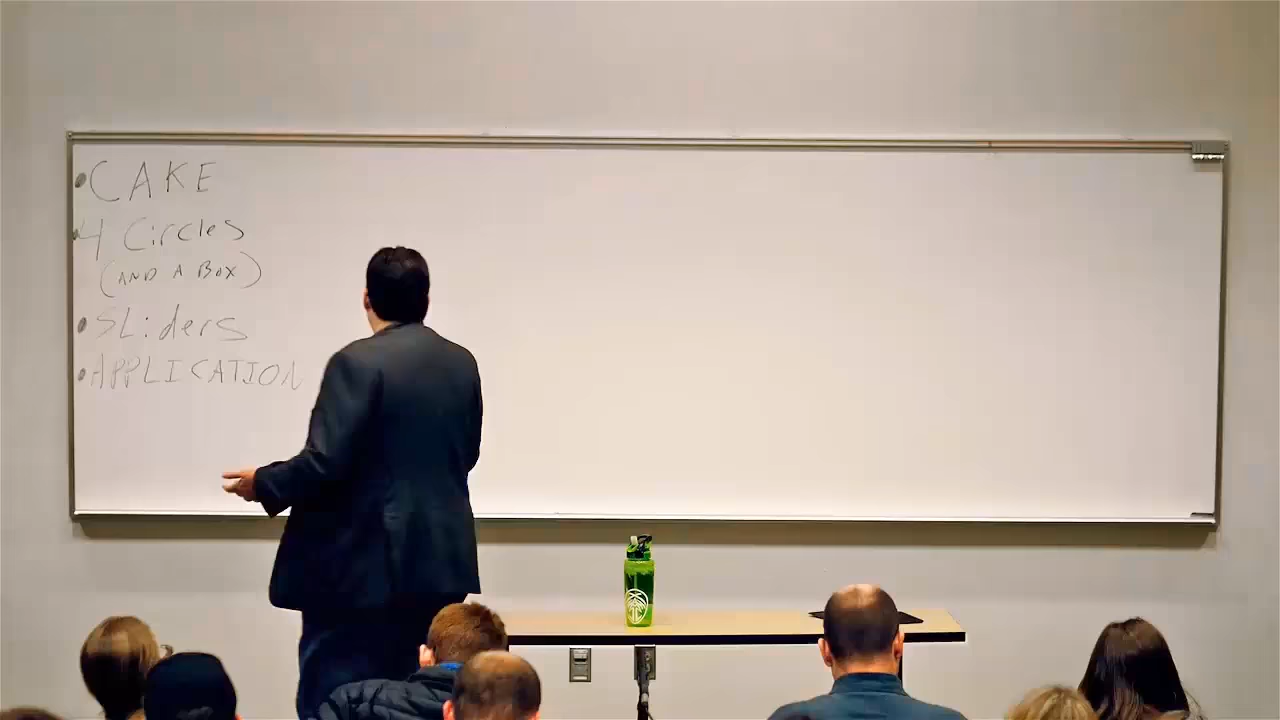 • CAKE
• 4 Circles
(AND A BOX)
• SLiders
• APPLICATION